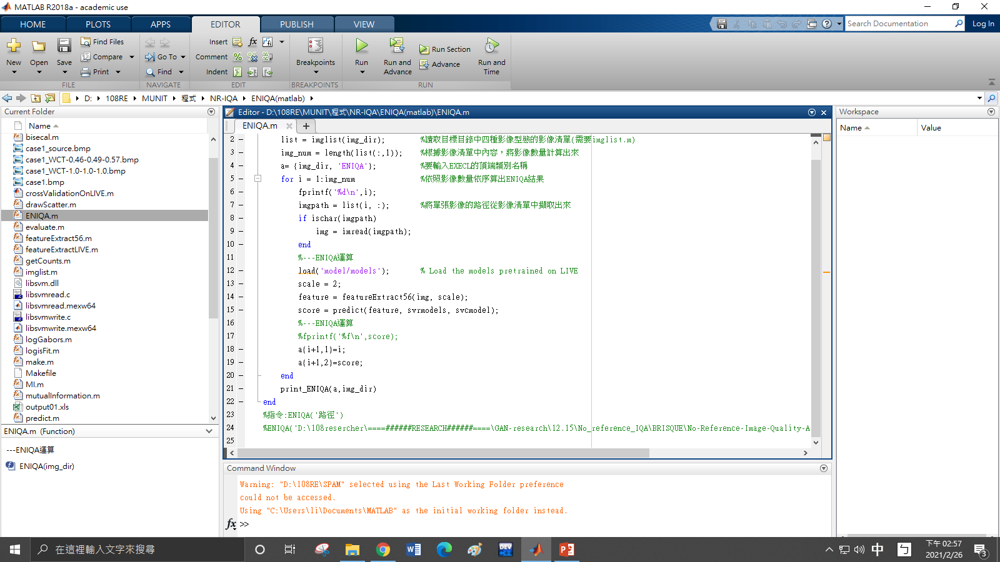 MATLAB R2018a - academic use
HOME PLOTS APPS EDITOR PUBLISH VIEW
Search Documentation Log In
New Open Save Find Files Compare Print
FILE
Go To Find
NAVIGATE
Insert fx
Comment
Indent
EDIT
Breakpoints
BREAKPOINTS
Run Run and Advance Run Section Advance Run and Time
RUN
D: 108RE MUNIT 程式 NR-IQA ENIQA(matlab)
Current Folder
Name
bisecal.m
case1_source.bmp
case1_WCT-0.46-0.49-0.57.bmp
case1_WCT-1.0-1.0-1.0.bmp
case1.bmp
crossValidationOnLIVE.m
drawScatter.m
ENIQA.m
evaluate.m
featureExtract56.m
featureExtractLIVE.m
getCounts.m
imglist.m
libsvm.dll
libsvmread.c
libsvmread.mexw64
libsvmwrite.c
libsvmwrite.mexw64
logGabors.m
logisFit.m
make.m
Makefile
MI.m
mutualInformation.m
output01.xls
predict.m
ENIQA.m (Function)
---ENIQA運算
ENIQA(img_dir)
Editor - D:\108RE\MUNIT\程式\NR-IQA\ENIQA(matlab)\ENIQA.m
ENIQA.m
2 – list = imglist(img_dir); %讀取目標目錄中四種影像型態的影像清單(需要imglist.m)
3 – img_num = length(list(:,1)); %根據影像清單中內容，將影像數量計算出來
4 – a= {img_dir, 'ENIQA'}; %要輸入EXECL的頂端類別名稱
5 – for i = 1:img_num %依照影像數量依序算出ENIQA結果
6 – fprintf('%d\n',i);
7 – imgpath = list(i, :); %將單張影像的路徑從影像清單中擷取出來
8 – if ischar(imgpath)
9 – img = imread(imgpath);
10 – end
11 %---ENIQA運算
12 – load('model/models'); % Load the models pretrained on LIVE
13 – scale = 2;
14 – feature = featureExtract56(img, scale);
15 – score = predict(feature, svrmodels, svcmodel);
16 %---ENIQA運算
17 %fprintf('%f\n',score);
18 – a{i+1,1}=i;
19 – a{i+1,2}=score;
20 – end
21 – print_ENIQA(a,img_dir)
22 – end
23 %指令:ENIQA('路徑')
24 %ENIQA('D:\108resercher\====######RESEARCH######====\GAN-research\12.15\No_reference_IQA\BRISQUE\No-Reference-Image-Quality-A
25
Command Window
Warning: "D:\108RE\SPAM" selected using the Last Working Folder preference
could not be accessed.
Using "C:\Users\li\Documents\MATLAB" as the initial working folder instead.
fx >>
Workspace
Name Value
在這裡輸入文字來搜尋
DEV
中 ㄅ
下午 02:57
2021/2/26
3